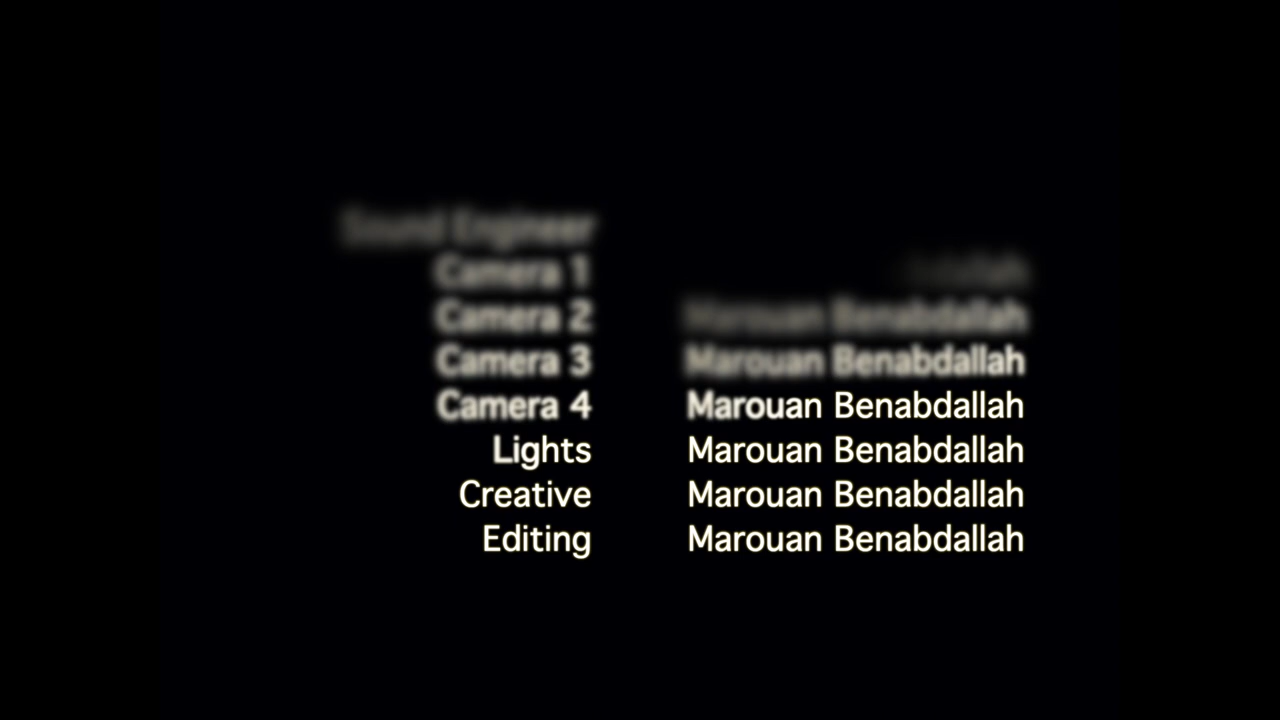 Sound Engineer
Camera 1
Camera 2 Marouan Benabdallah
Camera 3 Marouan Benabdallah
Camera 4 Marouan Benabdallah
Lights Marouan Benabdallah
Creative Marouan Benabdallah
Editing Marouan Benabdallah